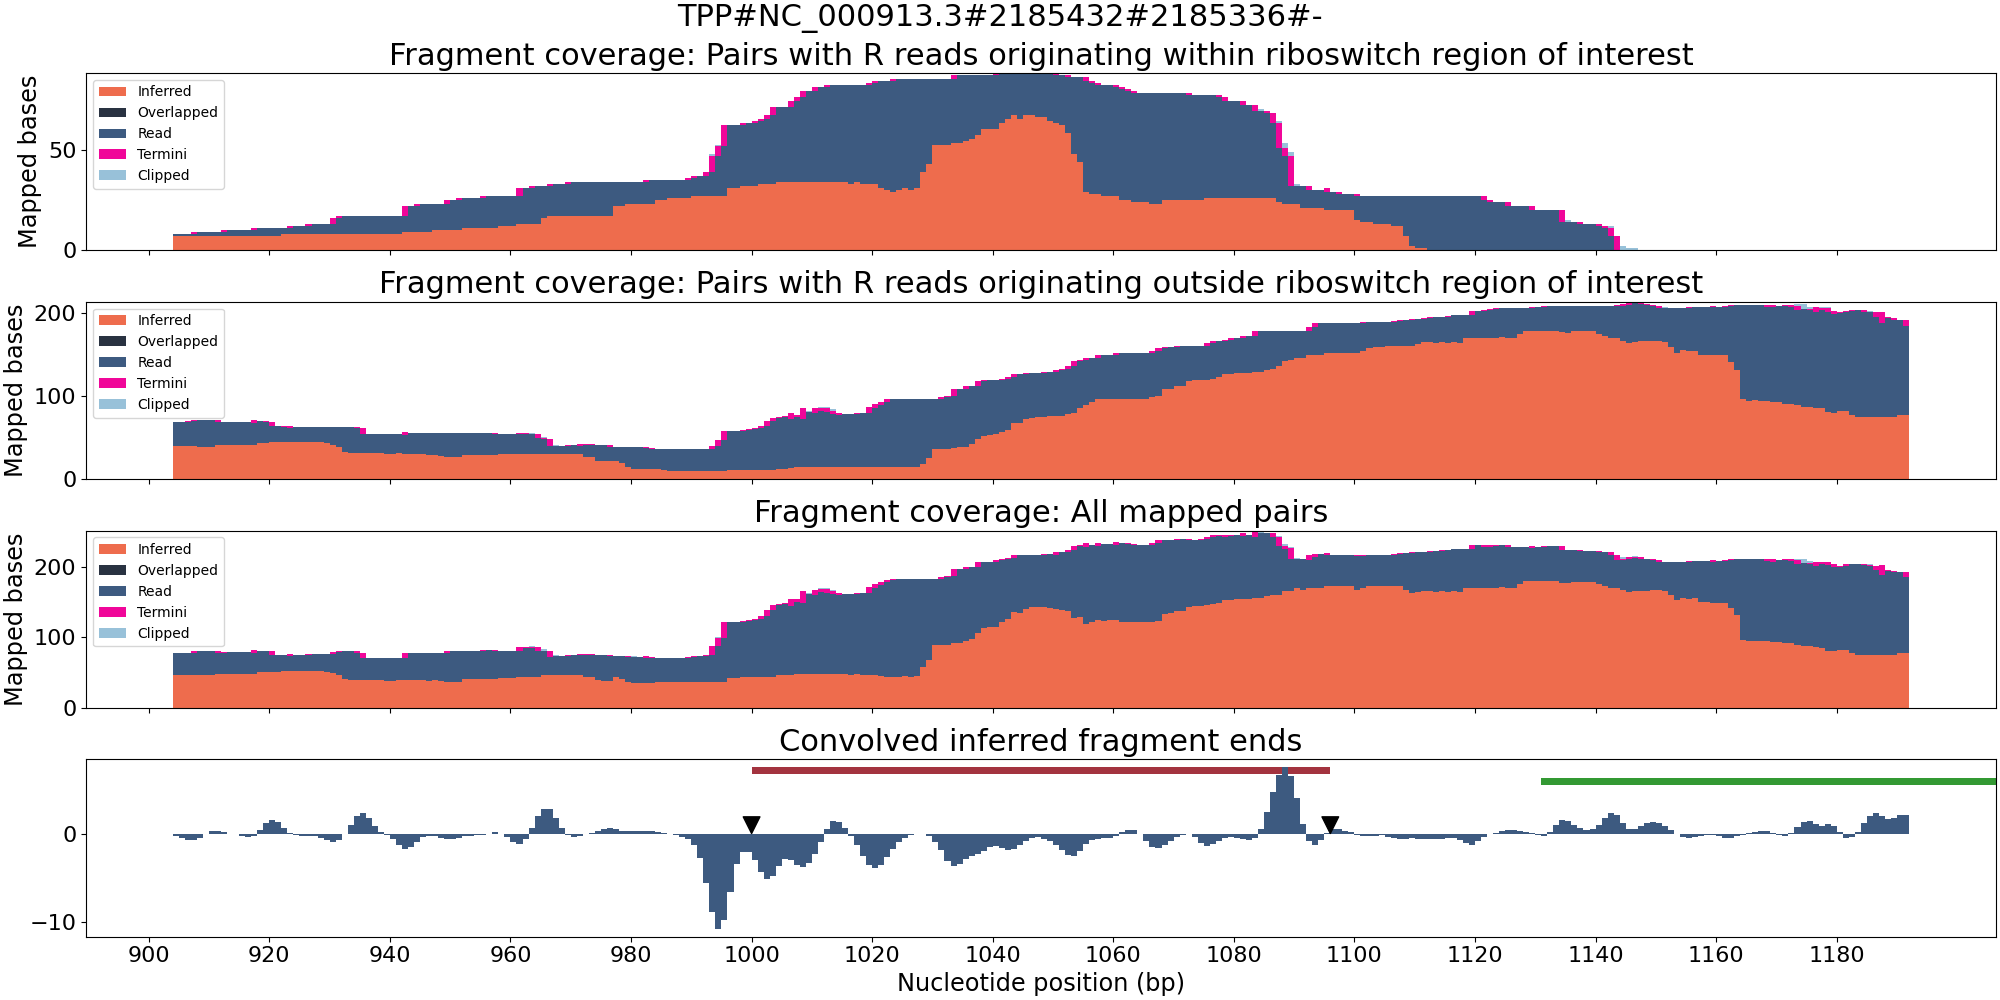 TPP#NC_000913.3#2185432#2185336#-
Fragment coverage: Pairs with R reads originating within riboswitch region of interest
Mapped bases
50
0
Inferred
Overlapped
Read
Termini
Clipped
Fragment coverage: Pairs with R reads originating outside riboswitch region of interest
Mapped bases
200
100
0
Inferred
Overlapped
Read
Termini
Clipped
Fragment coverage: All mapped pairs
Mapped bases
200
100
0
Inferred
Overlapped
Read
Termini
Clipped
Convolved inferred fragment ends
0
−10
900 920 940 960 980 1000 1020 1040 1060 1080 1100 1120 1140 1160 1180
Nucleotide position (bp)